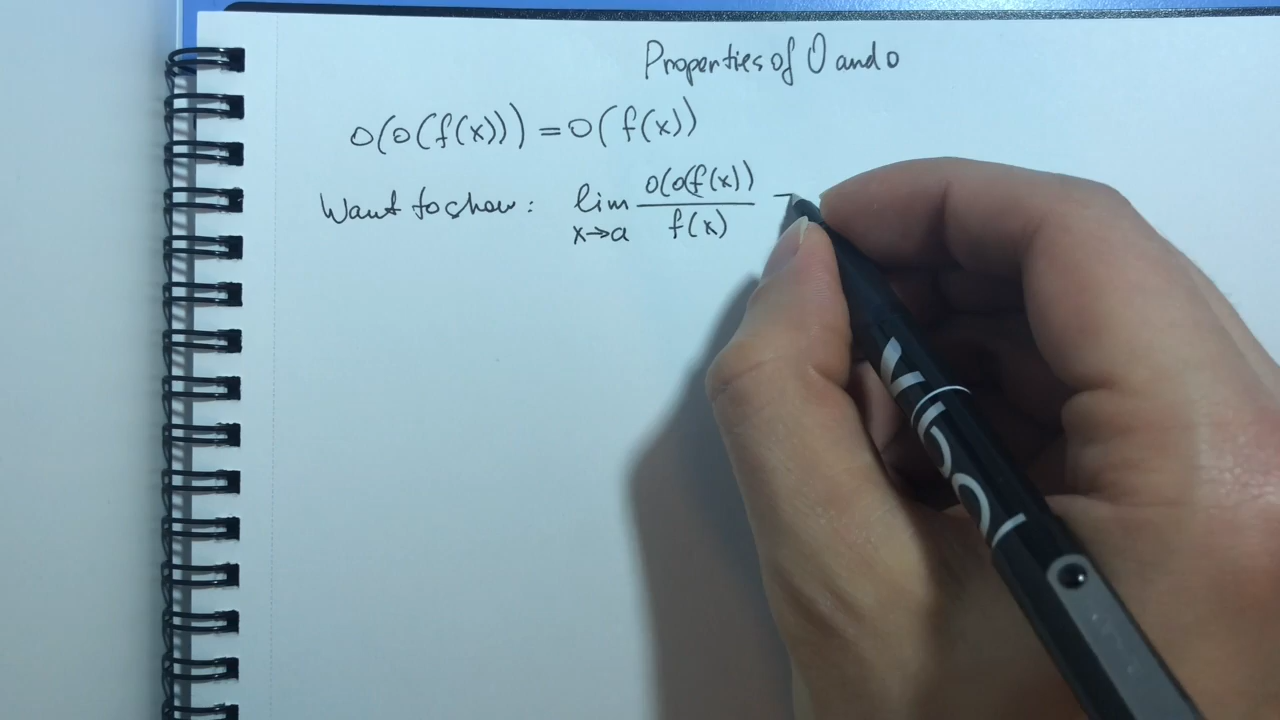 Properties of O and o
o(o(f(x))) = o(f(x))
Want to show: lim x→a o(o(f(x)) / f(x)